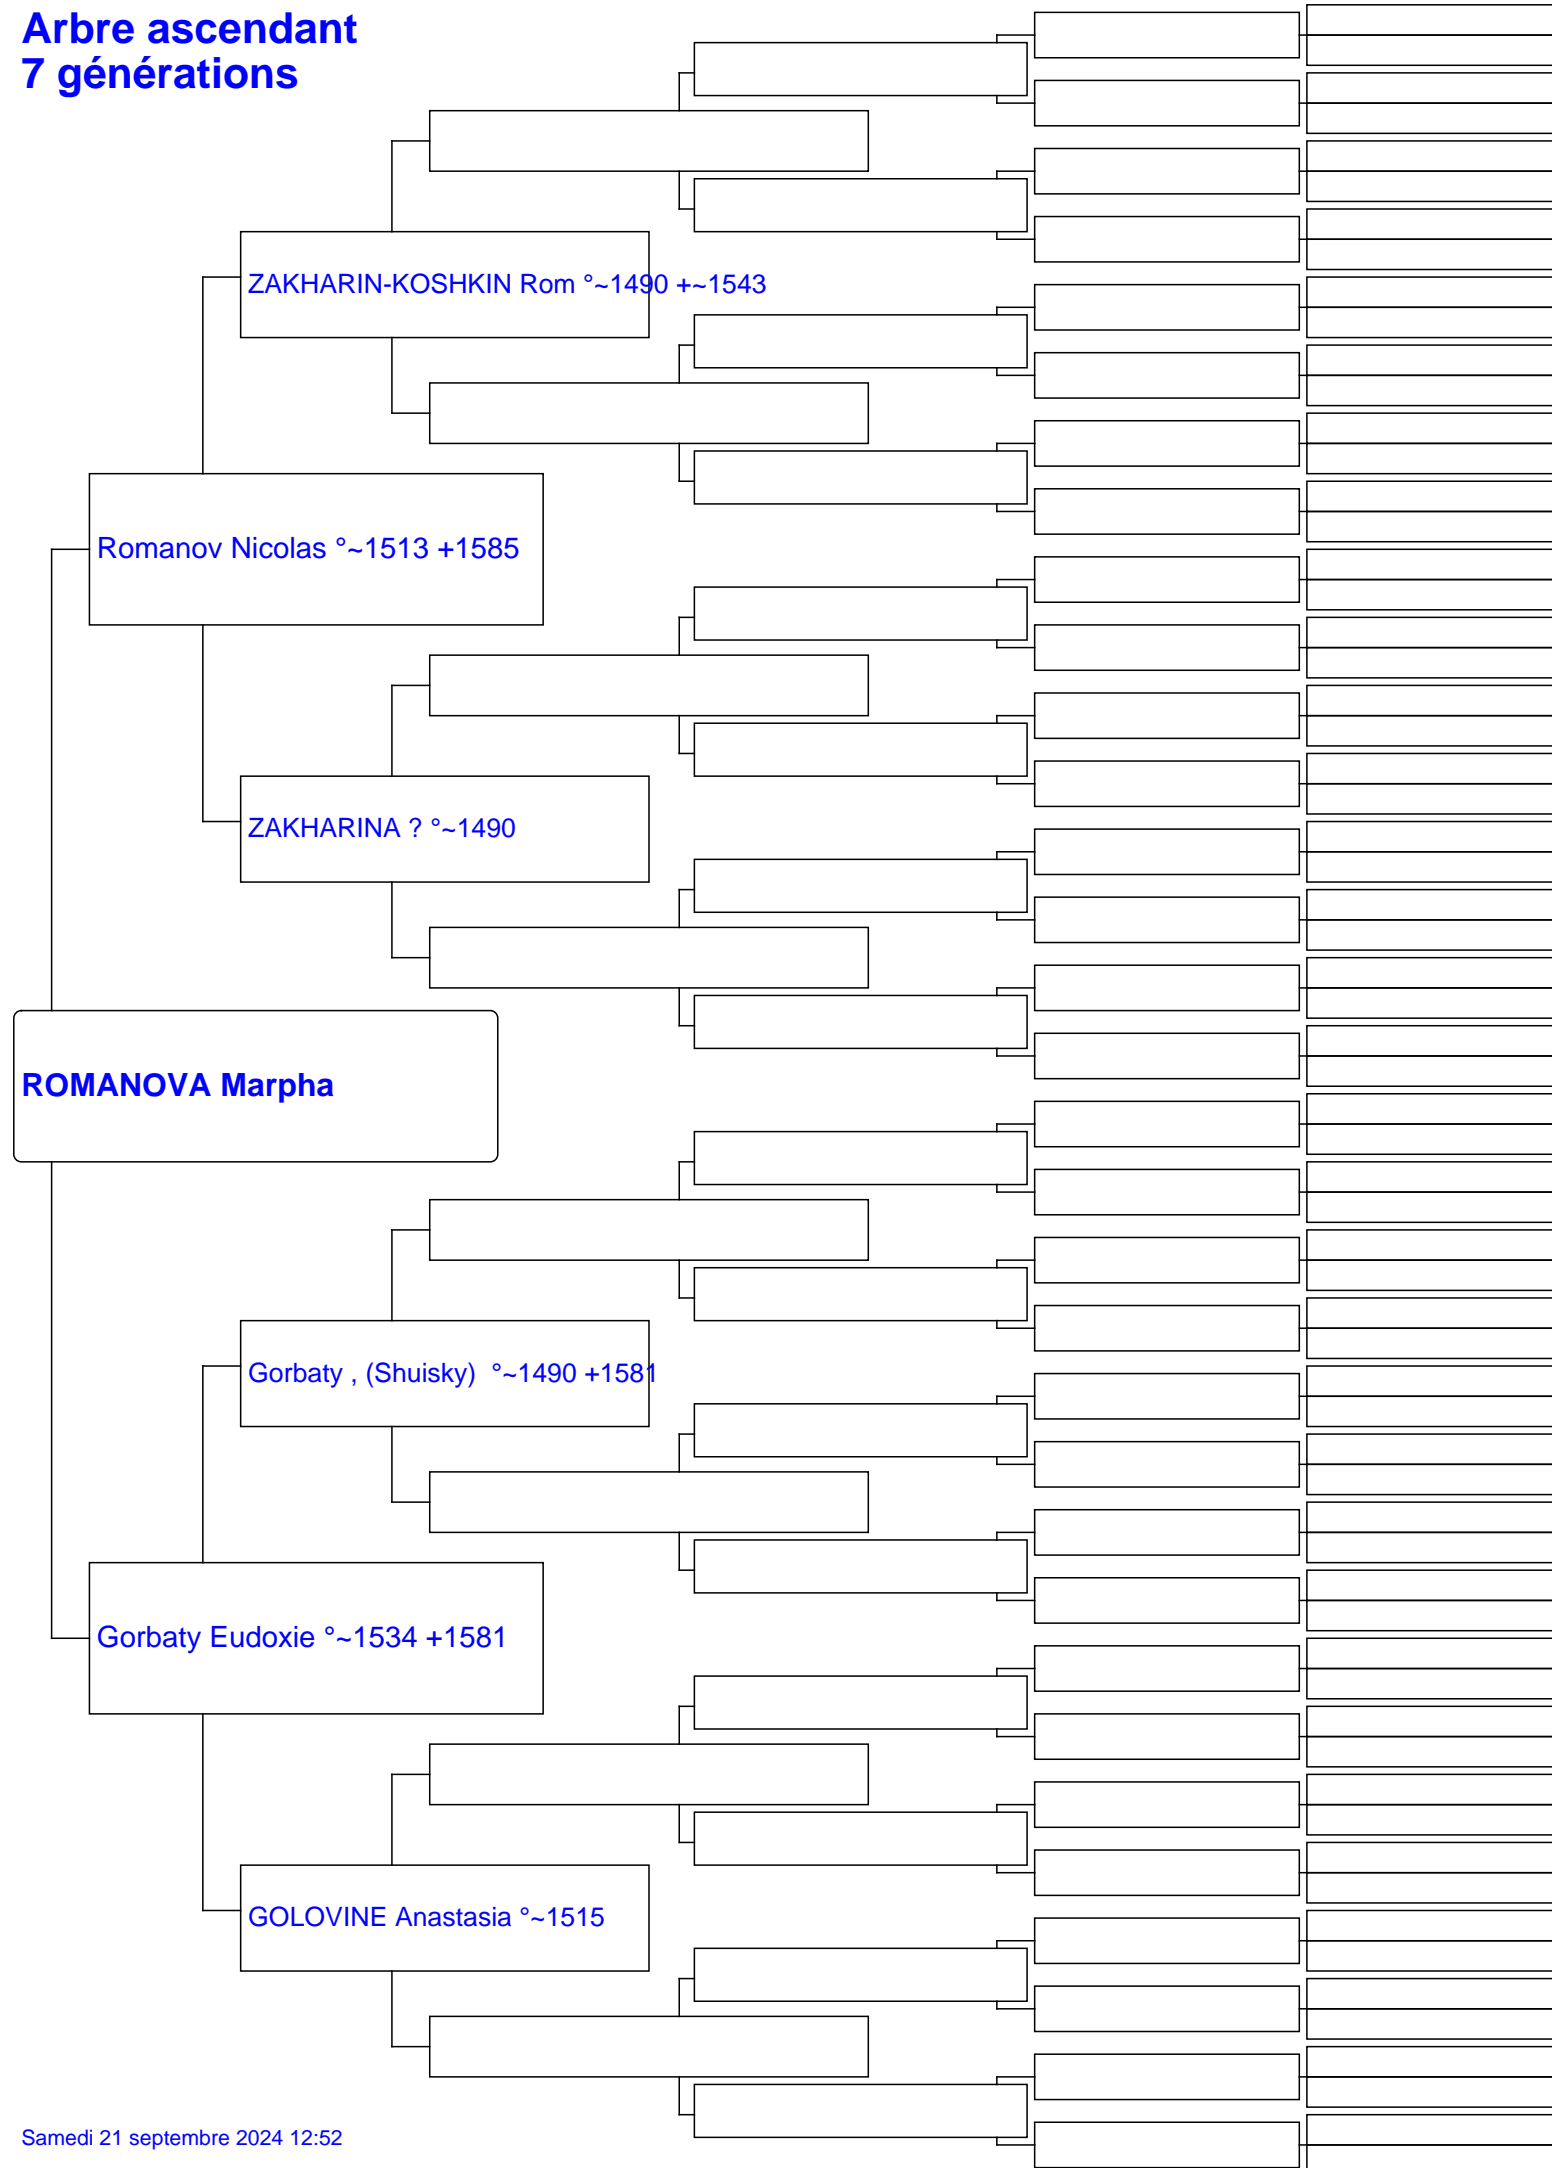 Arbre ascendant
7 générations
ZAKHARIN-KOSHKIN Rom °~1490 +~1543
Romanov Nicolas °~1513 +1585
ZAKHARINA ? °~1490
ROMANOVA Marpha
Gorbaty , (Shuisky)  °~1490 +1581
Gorbaty Eudoxie °~1534 +1581
GOLOVINE Anastasia °~1515
Samedi 21 septembre 2024 12:52